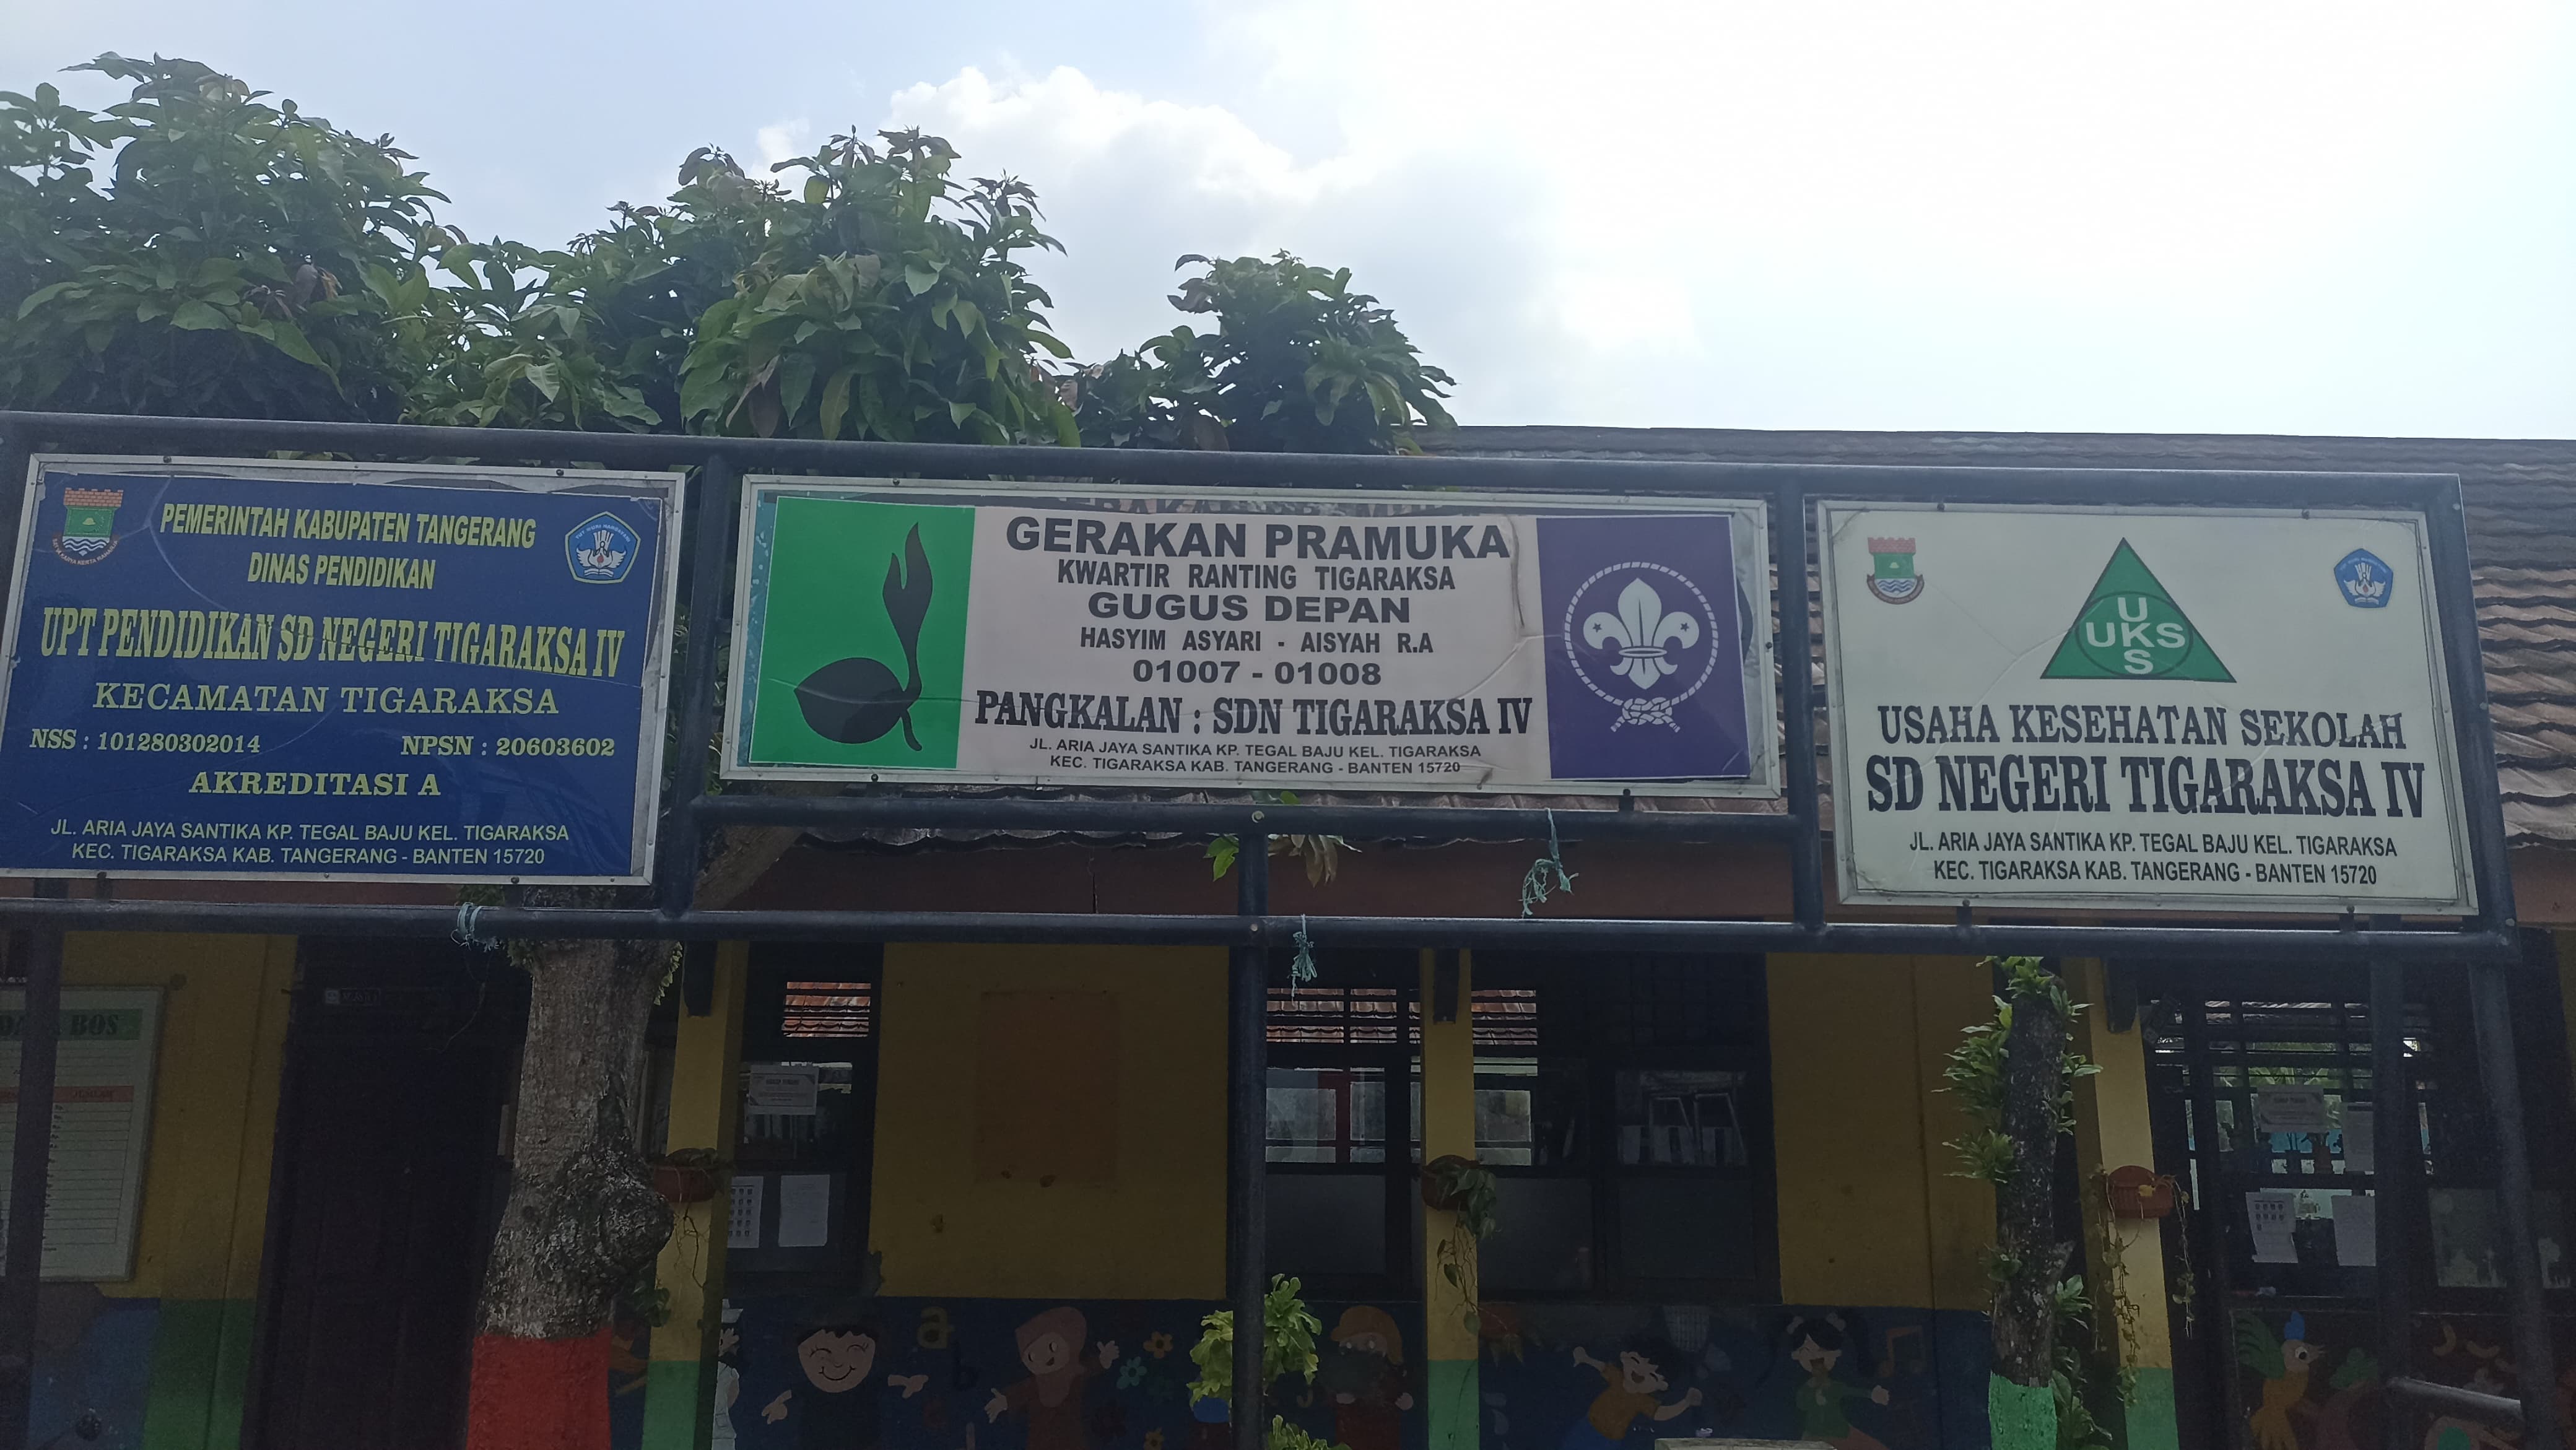 PEMERINTAH KABUPATEN TANGERANG
DINAS PENDIDIKAN
UPT PENDIDIKAN SD NEGERI TIGARAKSA IV
KECAMATAN TIGARAKSA
NSS : 101280302014 NPSN : 20603602
AKREDITASI A
JL. ARIA JAYA SANTIKA KP. TEGAL BAJU KEL. TIGARAKSA
KEC. TIGARAKSA KAB. TANGERANG - BANTEN 15720
GERAKAN PRAMUKA
KWARTIR RANTING TIGARAKSA
GUGUS DEPAN
HASYIM ASYARI - AISYAH R.A
01007 - 01008
PANGKALAN : SDN TIGARAKSA IV
JL. ARIA JAYA SANTIKA KP. TEGAL BAJU KEL. TIGARAKSA
KEC. TIGARAKSA KAB. TANGERANG - BANTEN 15720
U
UKS
S
USAHA KESEHATAN SEKOLAH
SD NEGERI TIGARAKSA IV
JL. ARIA JAYA SANTIKA KP. TEGAL BAJU KEL. TIGARAKSA
KEC. TIGARAKSA KAB. TANGERANG - BANTEN 15720
BOS
a